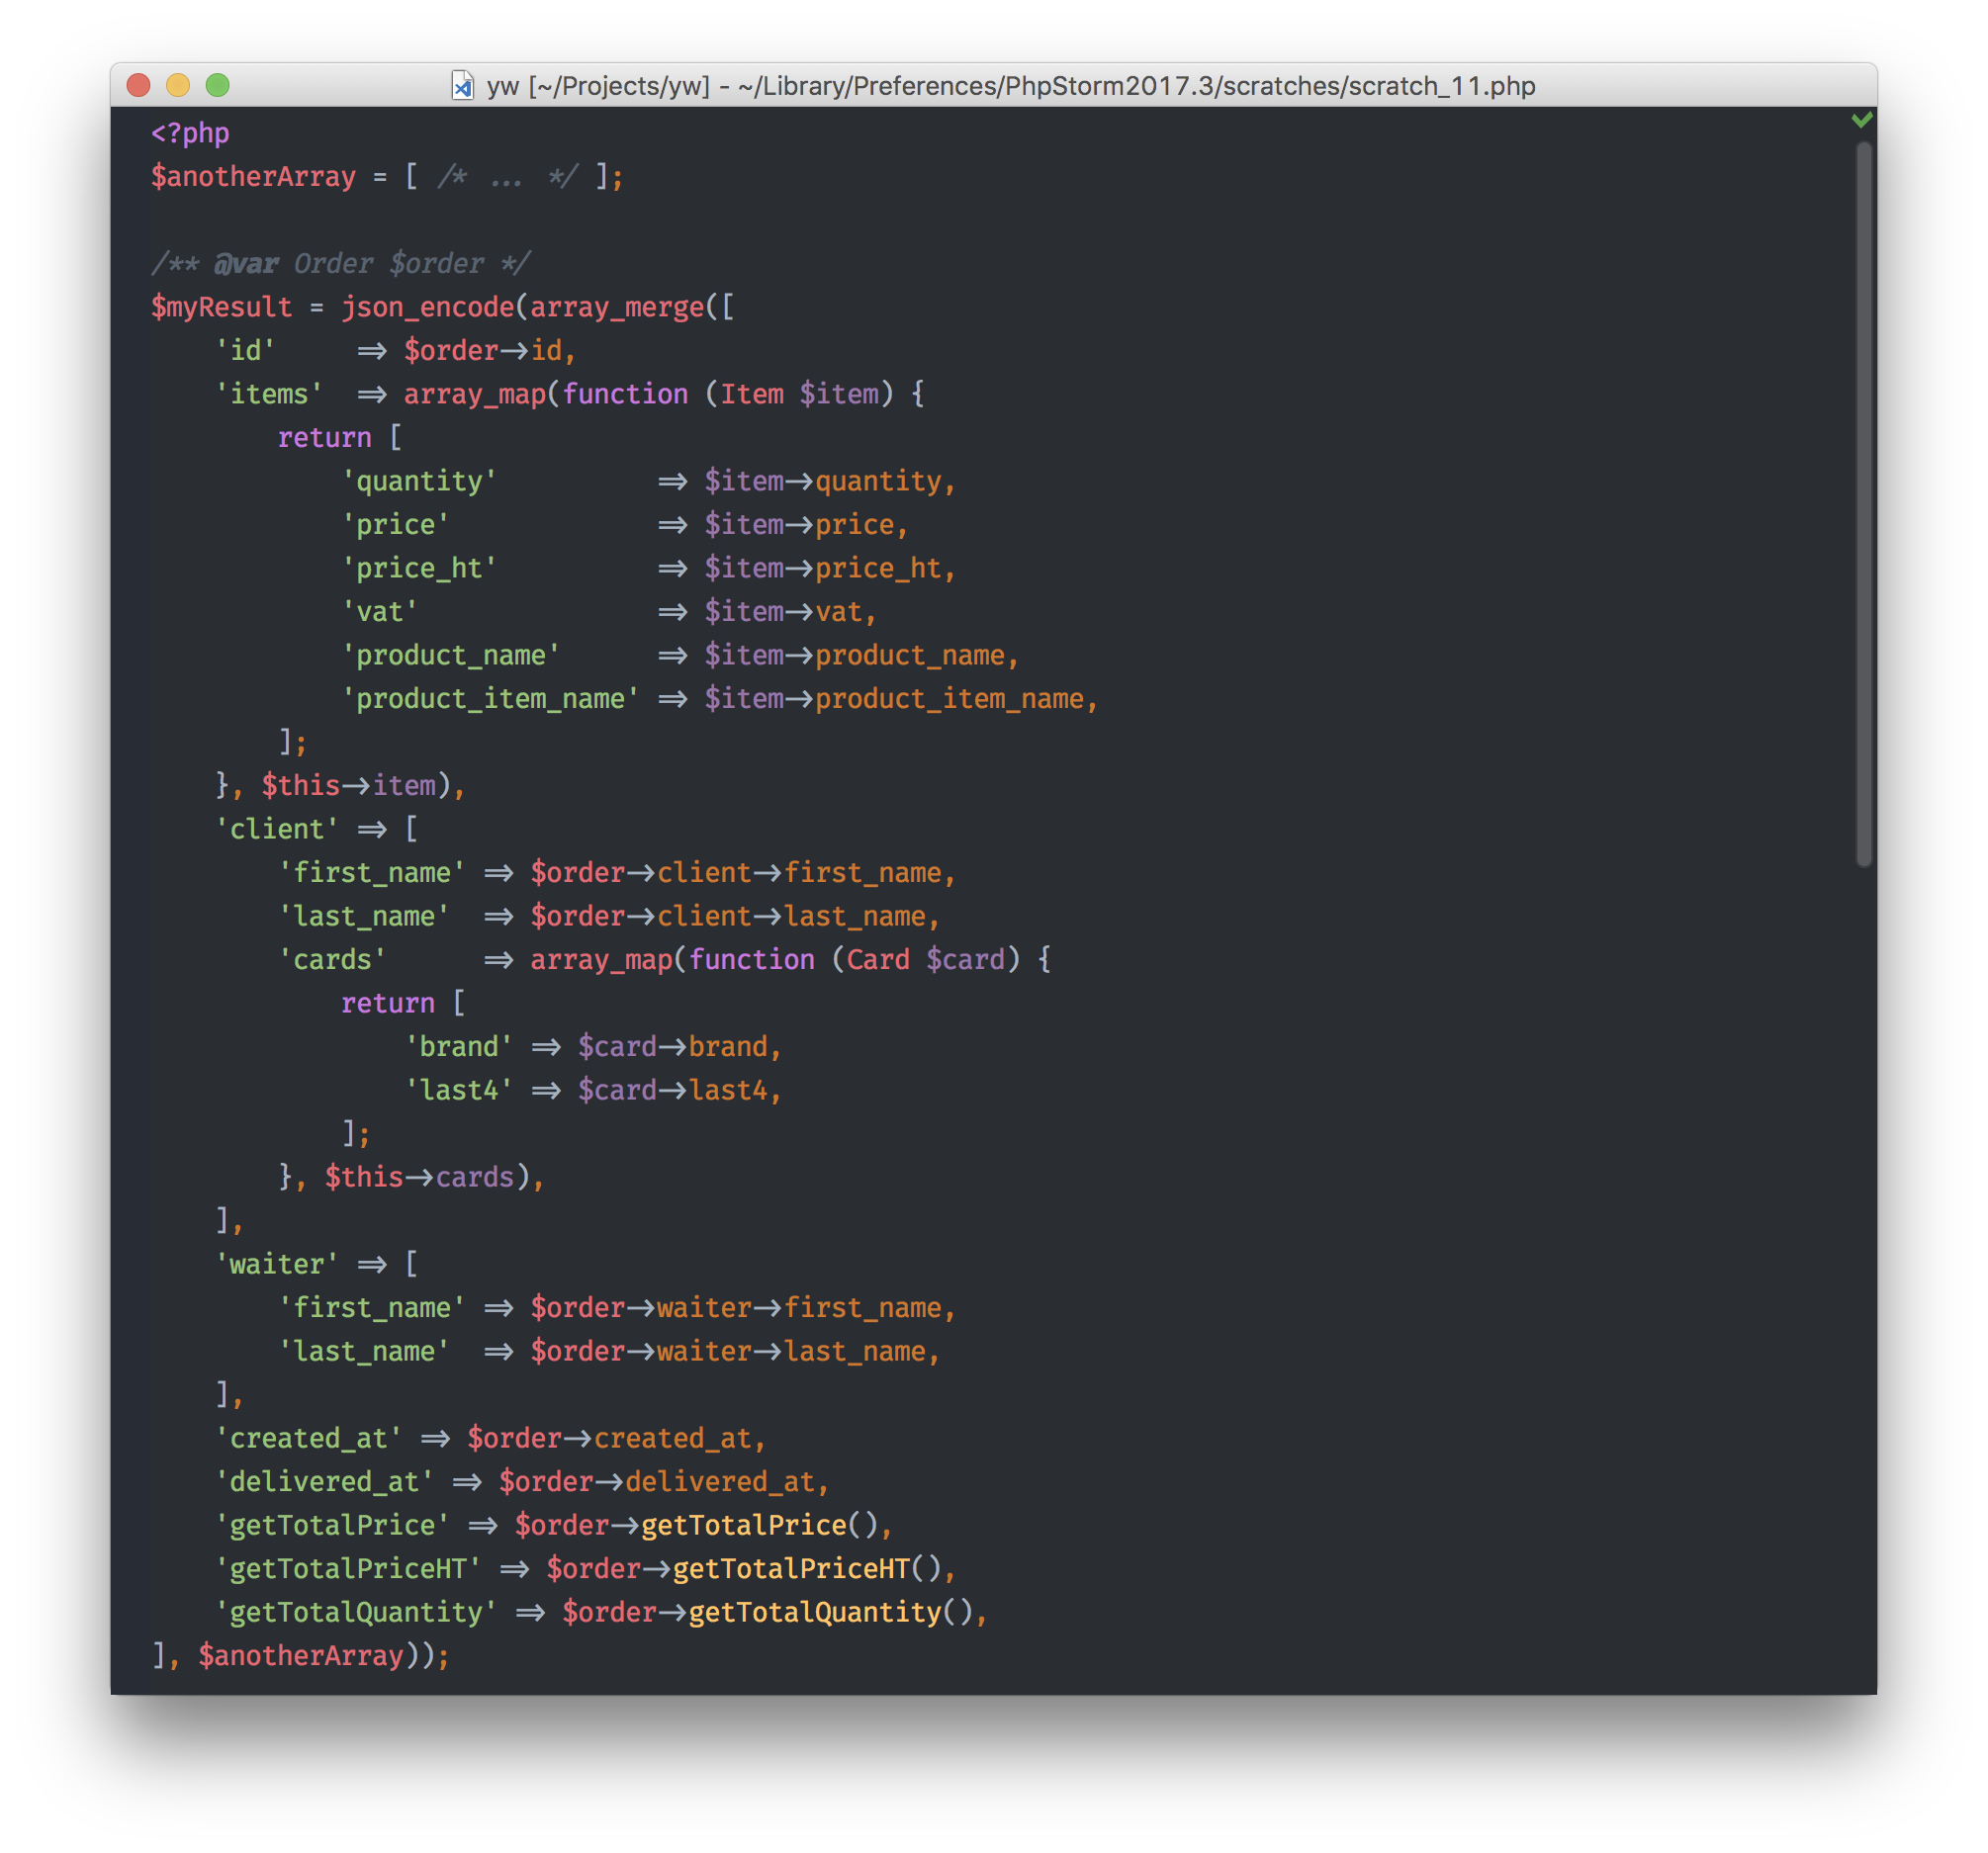 yw [~/Projects/yw] - ~/Library/Preferences/PhpStorm2017.3/scratches/scratch_11.php
<?php
$anotherArray = [ /* ... */ ];
/** @var Order $order */
$myResult = json_encode(array_merge([
    'id'     => $order->id,
    'items'  => array_map(function (Item $item) {
        return [
            'quantity'          => $item->quantity,
            'price'             => $item->price,
            'price_ht'          => $item->price_ht,
            'vat'               => $item->vat,
            'product_name'      => $item->product_name,
            'product_item_name' => $item->product_item_name,
        ];
    }, $this->item),
    'client' => [
        'first_name' => $order->client->first_name,
        'last_name'  => $order->client->last_name,
        'cards'      => array_map(function (Card $card) {
            return [
                'brand' => $card->brand,
                'last4' => $card->last4,
            ];
        }, $this->cards),
    ],
    'waiter' => [
        'first_name' => $order->waiter->first_name,
        'last_name'  => $order->waiter->last_name,
    ],
    'created_at' => $order->created_at,
    'delivered_at' => $order->delivered_at,
    'getTotalPrice' => $order->getTotalPrice(),
    'getTotalPriceHT' => $order->getTotalPriceHT(),
    'getTotalQuantity' => $order->getTotalQuantity(),
], $anotherArray));